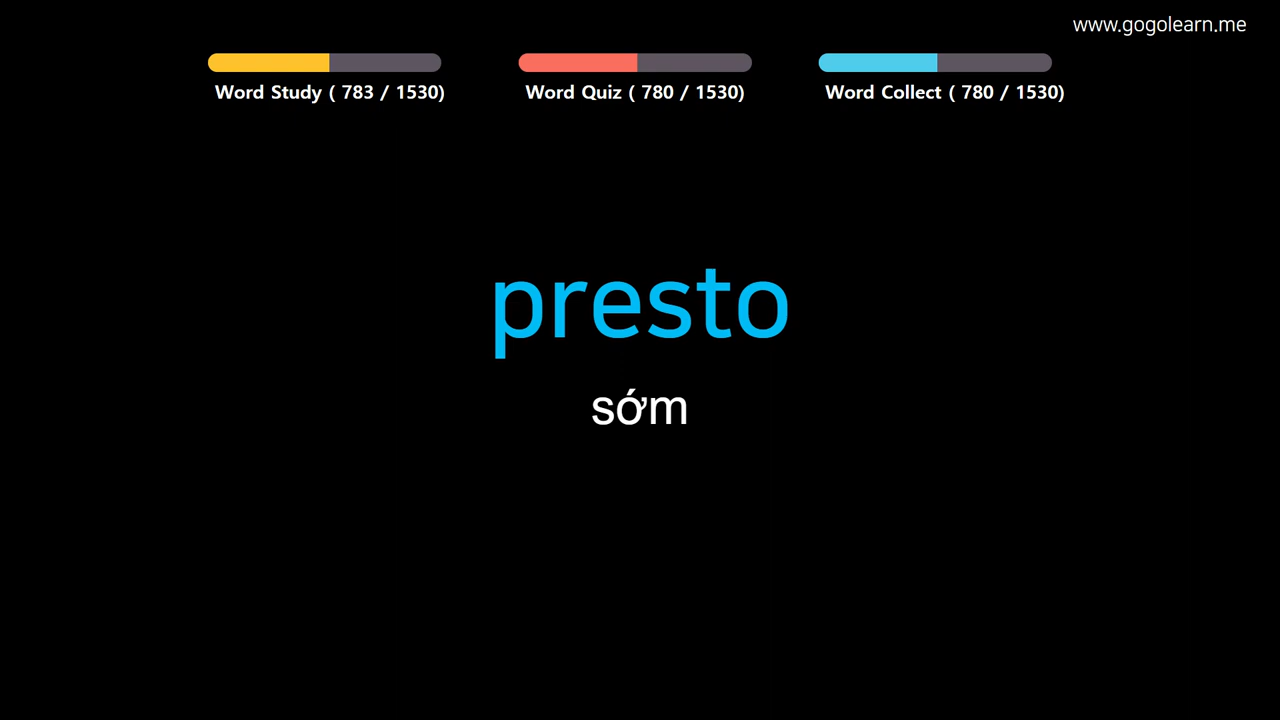 www.gogolearn.me
Word Study ( 783 / 1530)
Word Quiz ( 780 / 1530)
Word Collect ( 780 / 1530)
presto
sớm